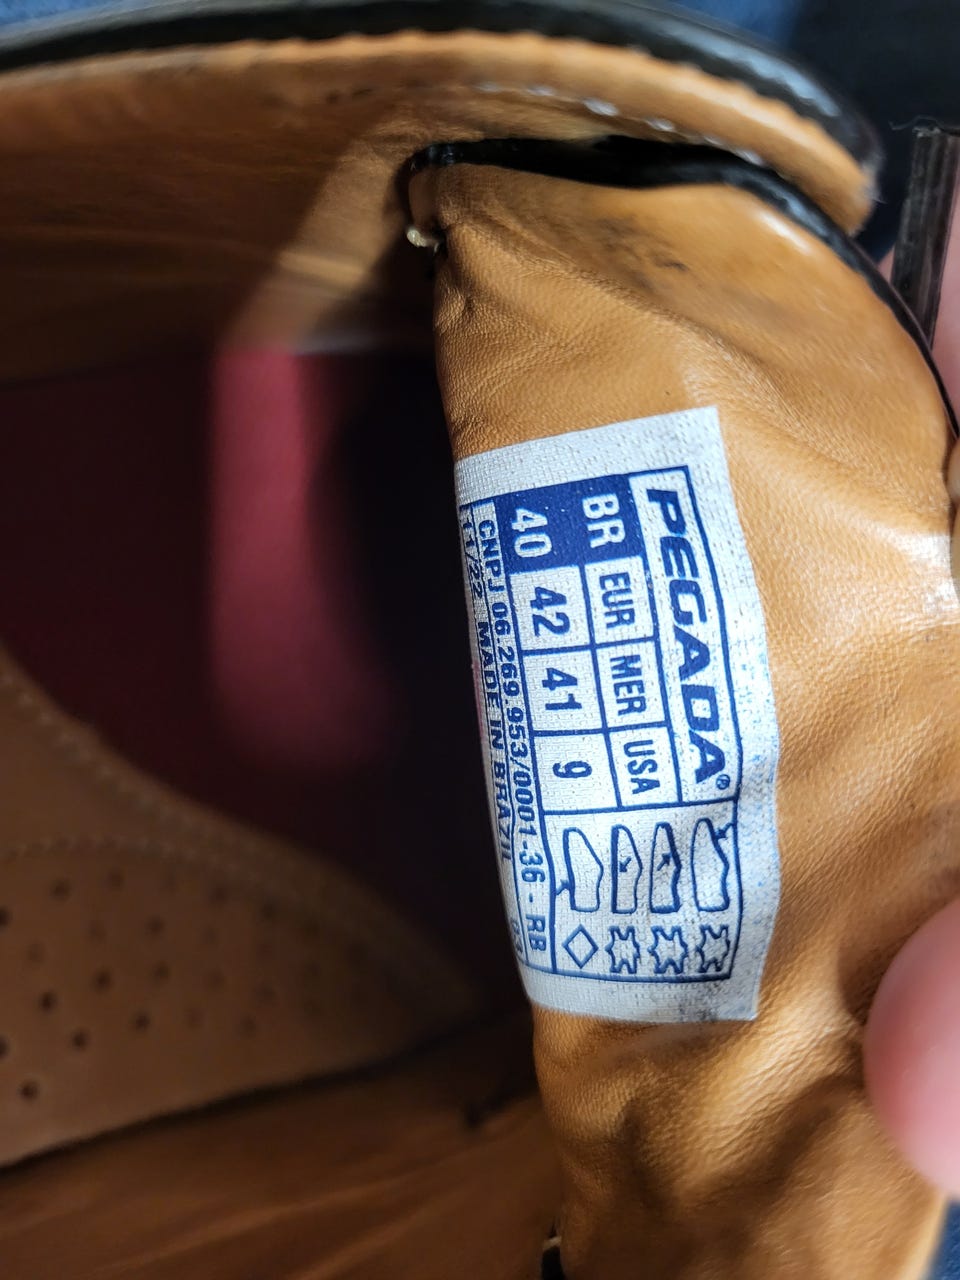 PEGADA®
BR EUR MER USA
40 42 41 9
CNPJ 06.269.953/0001-36 - RB
11/22 MADE IN BRAZIL